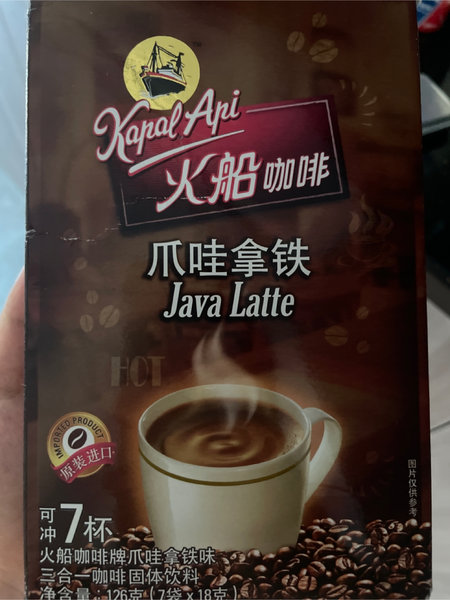 Kapal Api
火船咖啡
爪哇拿铁
Java Latte
HOT
IMPORTED PRODUCT
原装进口
图片仅供参考
可冲7杯
火船咖啡牌爪哇拿铁味
三合一咖啡固体饮料
净含量：126克（7袋×18克）